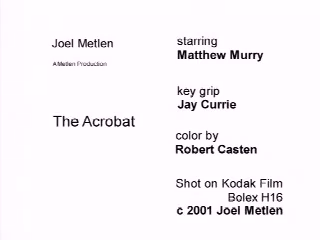 Joel Metlen
A Metlen Production
The Acrobat
starring
Matthew Murry
key grip
Jay Currie
color by
Robert Casten
Shot on Kodak Film
Bolex H16
c 2001 Joel Metlen